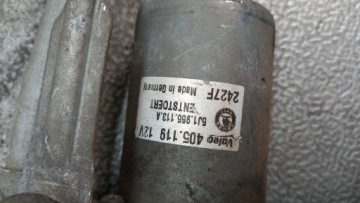 Valeo 405.119 12V
5J1.955.113.A
ENTSTOERT
Made in Germany
2427F